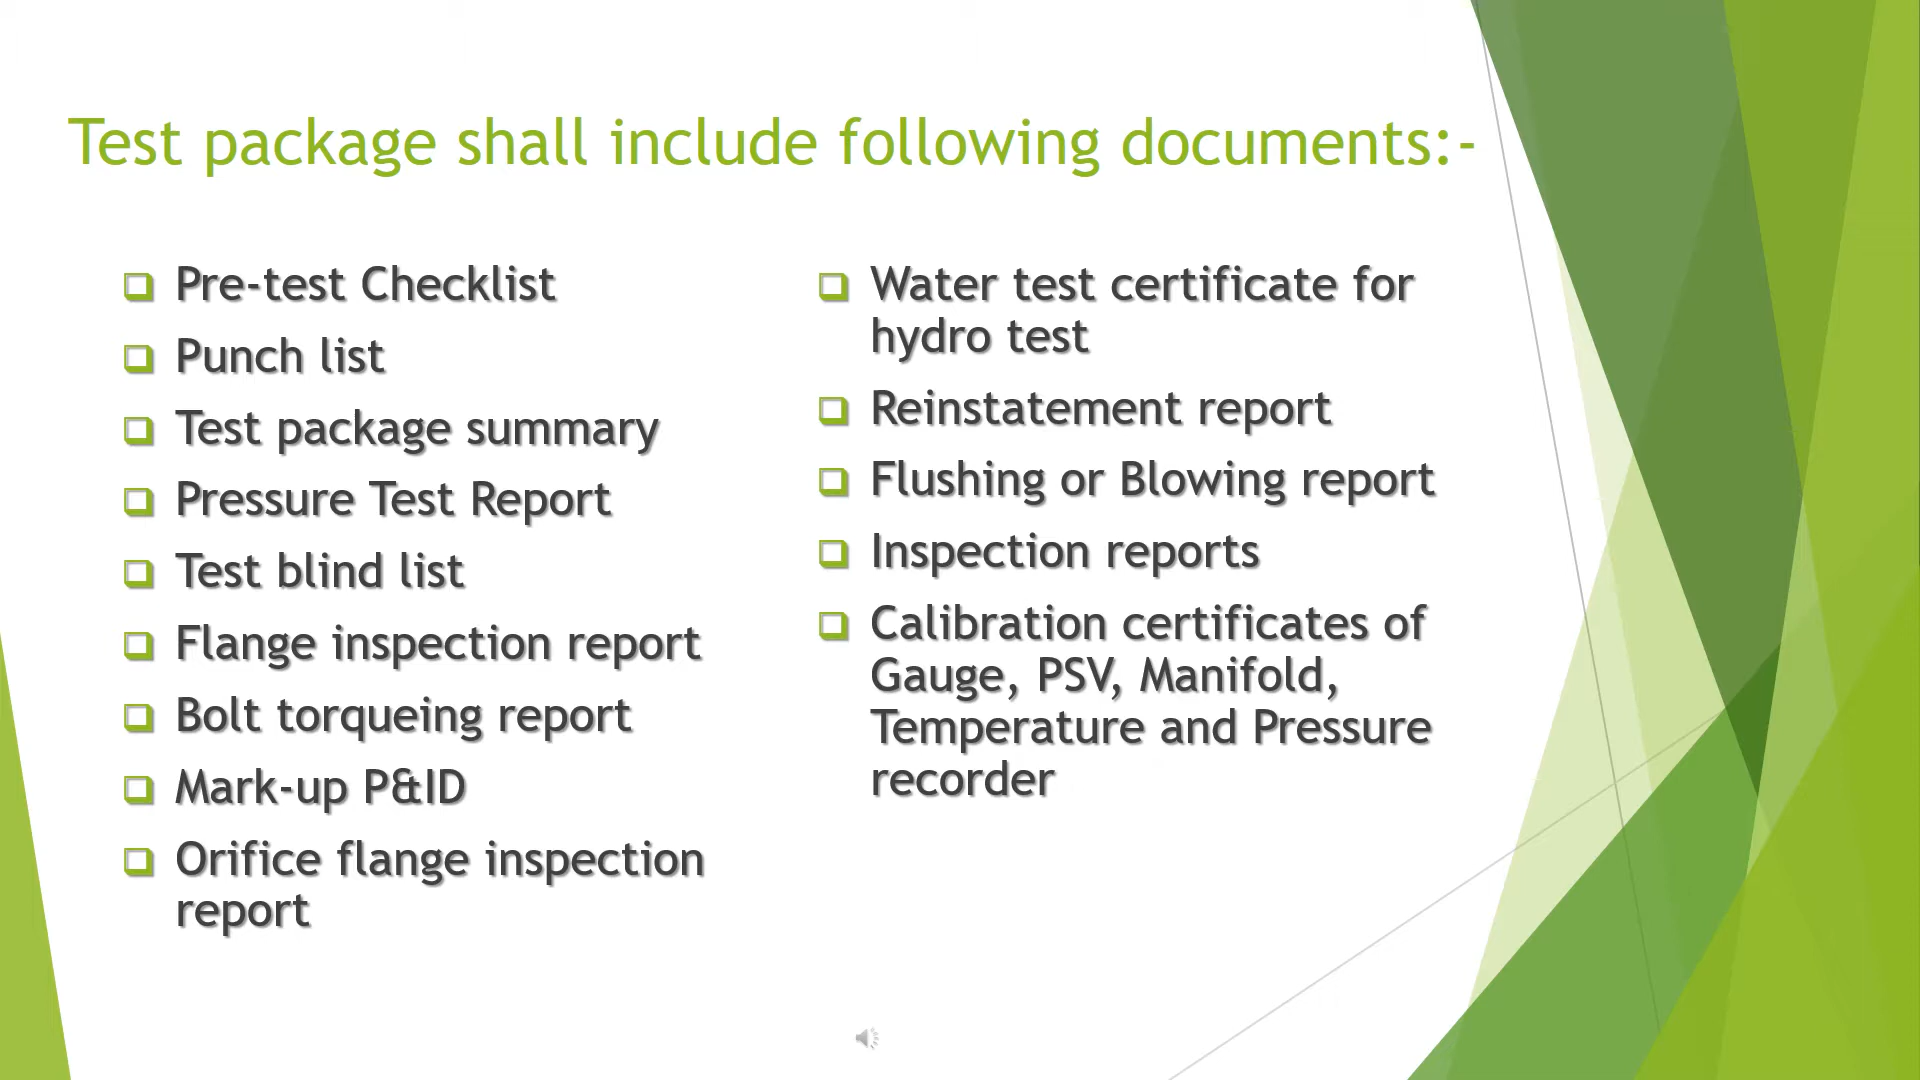 Test package shall include following documents:-
Pre-test Checklist
Punch list
Test package summary
Pressure Test Report
Test blind list
Flange inspection report
Bolt torqueing report
Mark-up P&ID
Orifice flange inspection
report
Water test certificate for
hydro test
Reinstatement report
Flushing or Blowing report
Inspection reports
Calibration certificates of
Gauge, PSV, Manifold,
Temperature and Pressure
recorder